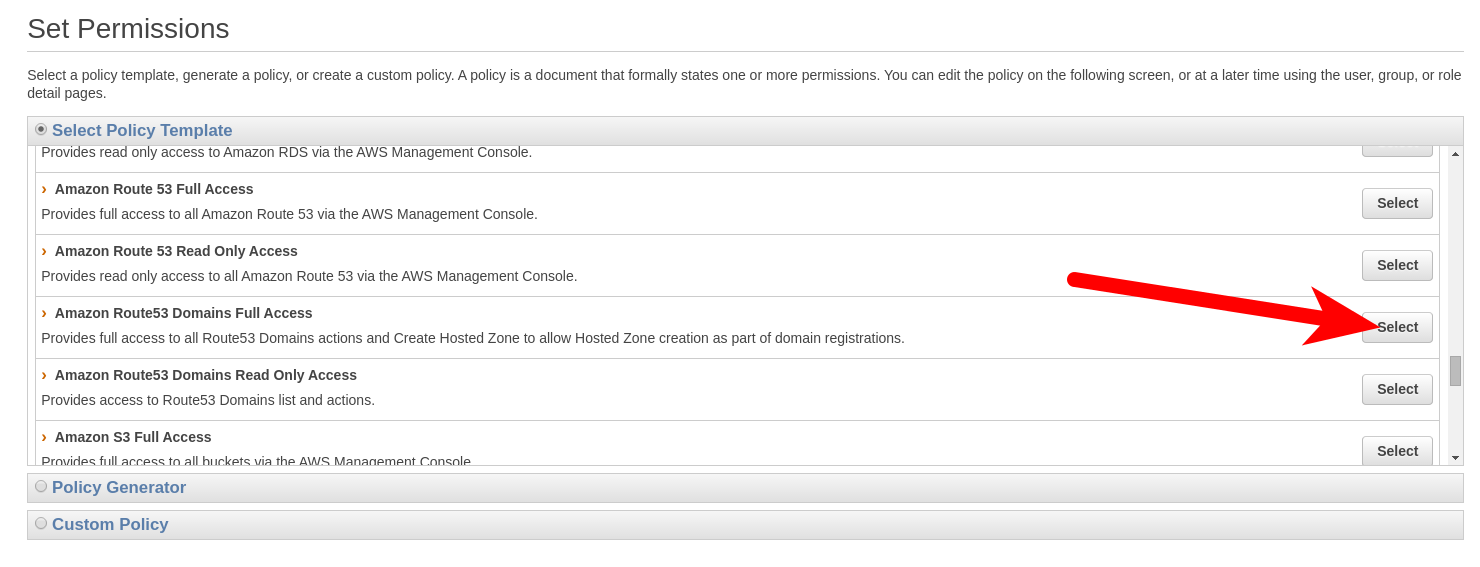 Set Permissions
Select a policy template, generate a policy, or create a custom policy. A policy is a document that formally states one or more permissions. You can edit the policy on the following screen, or at a later time using the user, group, or role
detail pages.
Select Policy Template
Provides read only access to Amazon RDS via the AWS Management Console.
› Amazon Route 53 Full Access
Provides full access to all Amazon Route 53 via the AWS Management Console.
Select
› Amazon Route 53 Read Only Access
Provides read only access to all Amazon Route 53 via the AWS Management Console.
Select
› Amazon Route53 Domains Full Access
Provides full access to all Route53 Domains actions and Create Hosted Zone to allow Hosted Zone creation as part of domain registrations.
Select
› Amazon Route53 Domains Read Only Access
Provides access to Route53 Domains list and actions.
Select
› Amazon S3 Full Access
Provides full access to all buckets via the AWS Management Console.
Select
Policy Generator
Custom Policy